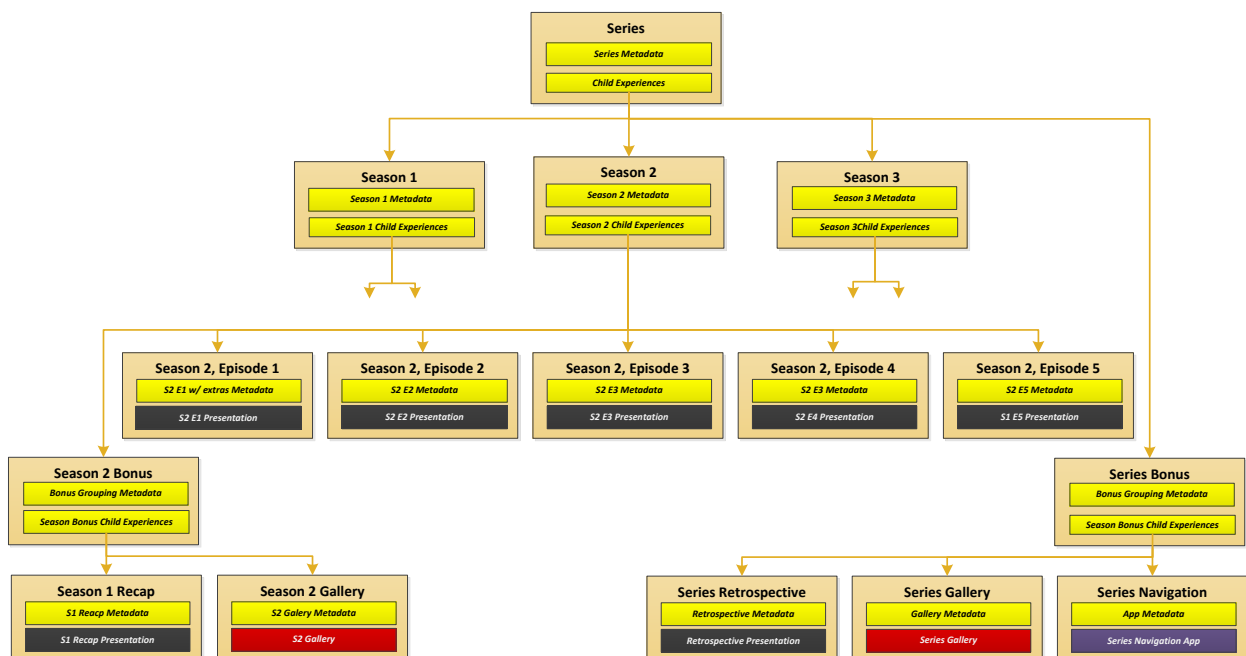 Series
Series Metadata
Child Experiences
Season 1
Season 1 Metadata
Season 1 Child Experiences
Season 2
Season 2 Metadata
Season 2 Child Experiences
Season 3
Season 3 Metadata
Season 3Child Experiences
Season 2, Episode 1
S2 E1 w/ extras Metadata
S2 E1 Presentation
Season 2, Episode 2
S2 E2 Metadata
S2 E2 Presentation
Season 2, Episode 3
S2 E3 Metadata
S2 E3 Presentation
Season 2, Episode 4
S2 E3 Metadata
S2 E4 Presentation
Season 2, Episode 5
S2 E5 Metadata
S1 E5 Presentation
Season 2 Bonus
Bonus Grouping Metadata
Season Bonus Child Experiences
Series Bonus
Bonus Grouping Metadata
Season Bonus Child Experiences
Season 1 Recap
S1 Reacp Metadata
S1 Recap Presentation
Season 2 Gallery
S2 Galery Metadata
S2 Gallery
Series Retrospective
Retrospective Metadata
Retrospective Presentation
Series Gallery
Gallery Metadata
Series Gallery
Series Navigation
App Metadata
Series Navigation App